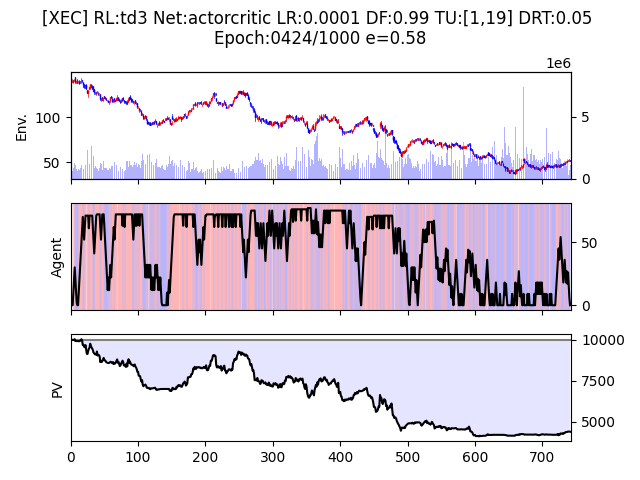 [XEC] RL:td3 Net:actorcritic LR:0.0001 DF:0.99 TU:[1,19] DRT:0.05
Epoch:0424/1000 e=0.58
1e6
Env.
100
50
5
0
Agent
50
0
PV
10000
7500
5000
0 100 200 300 400 500 600 700